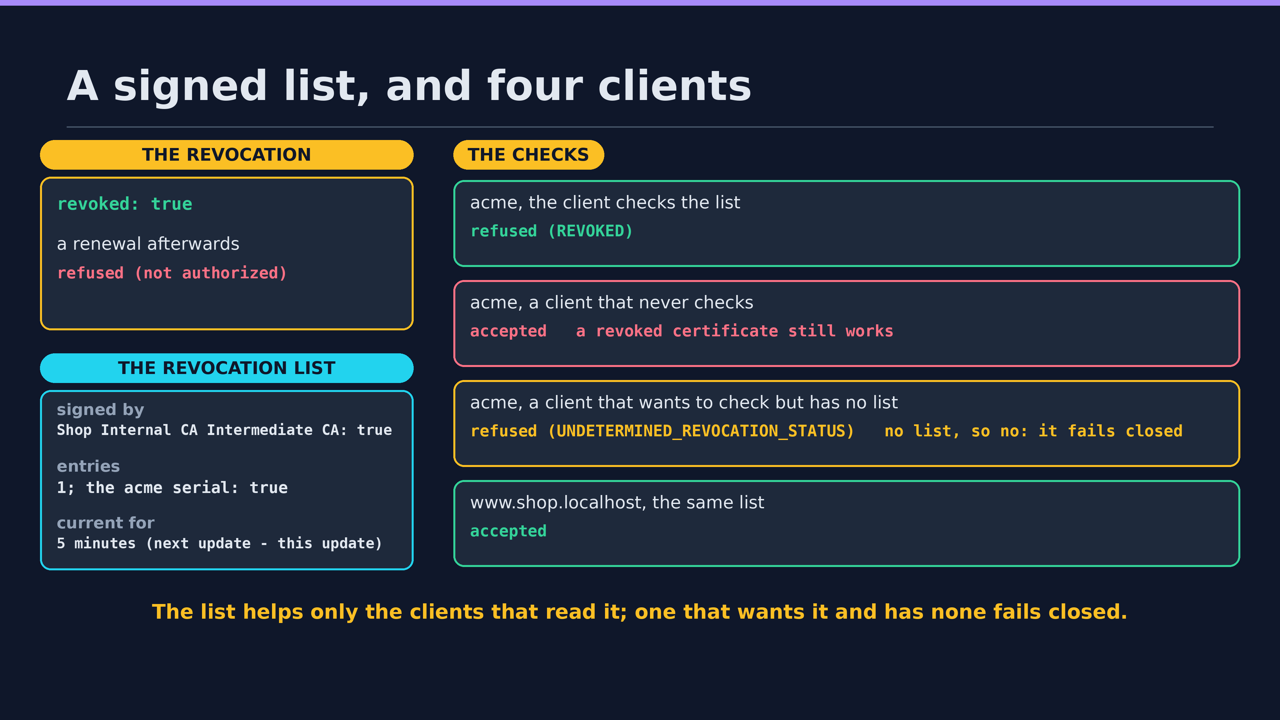 A signed list, and four clients
THE REVOCATION
revoked: true
a renewal afterwards
refused (not authorized)
THE REVOCATION LIST
signed by
Shop Internal CA Intermediate CA: true
entries
1; the acme serial: true
current for
5 minutes (next update - this update)
THE CHECKS
acme, the client checks the list
refused (REVOKED)
acme, a client that never checks
accepted a revoked certificate still works
acme, a client that wants to check but has no list
refused (UNDETERMINED_REVOCATION_STATUS) no list, so no: it fails closed
www.shop.localhost, the same list
accepted
The list helps only the clients that read it; one that wants it and has none fails closed.